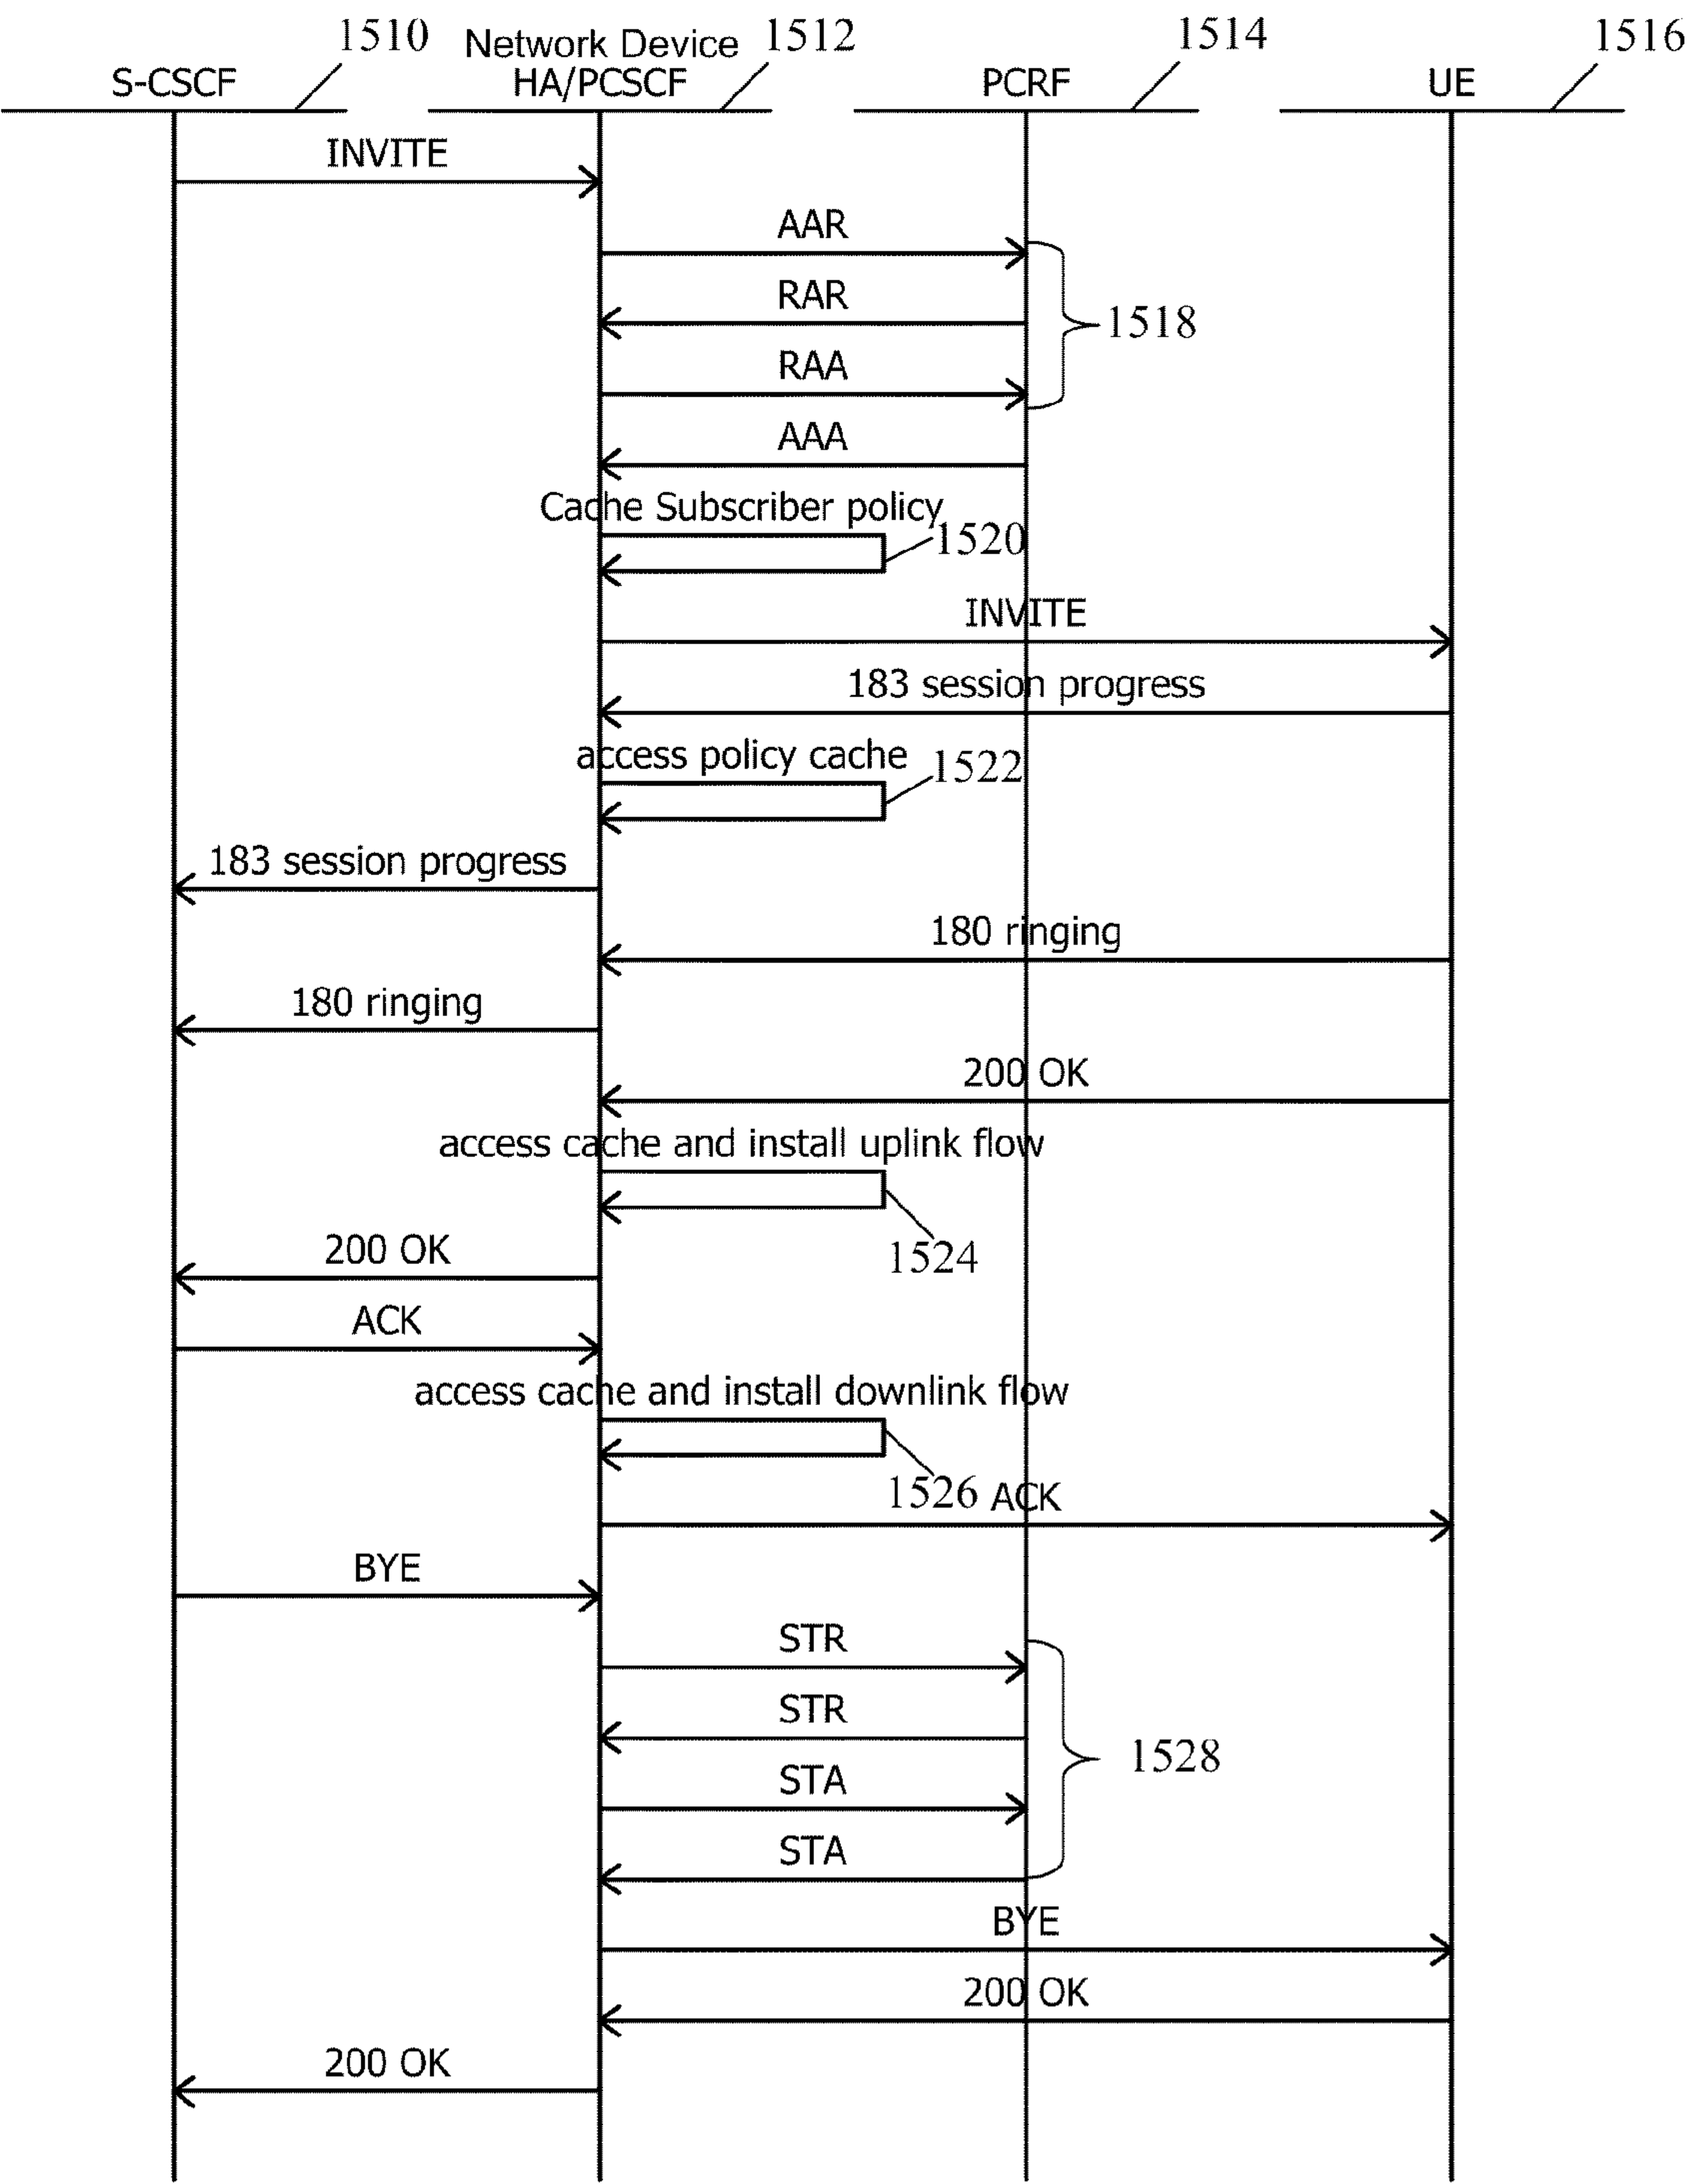 1510
Network Device
1512
1514
1516
S-CSCF
HA/PCSCF
PCRF
UE
INVITE
AAR
RAR
1518
RAA
AAA
Cache Subscriber policy
1520
INVITE
183 session progress
access policy cache
1522
183 session progress
180 ringing
180 ringing
200 OK
access cache and install uplink flow
200 OK
1524
ACK
access cache and install downlink flow
1526
ACK
BYE
STR
STR
1528
STA
STA
BYE
200 OK
200 OK